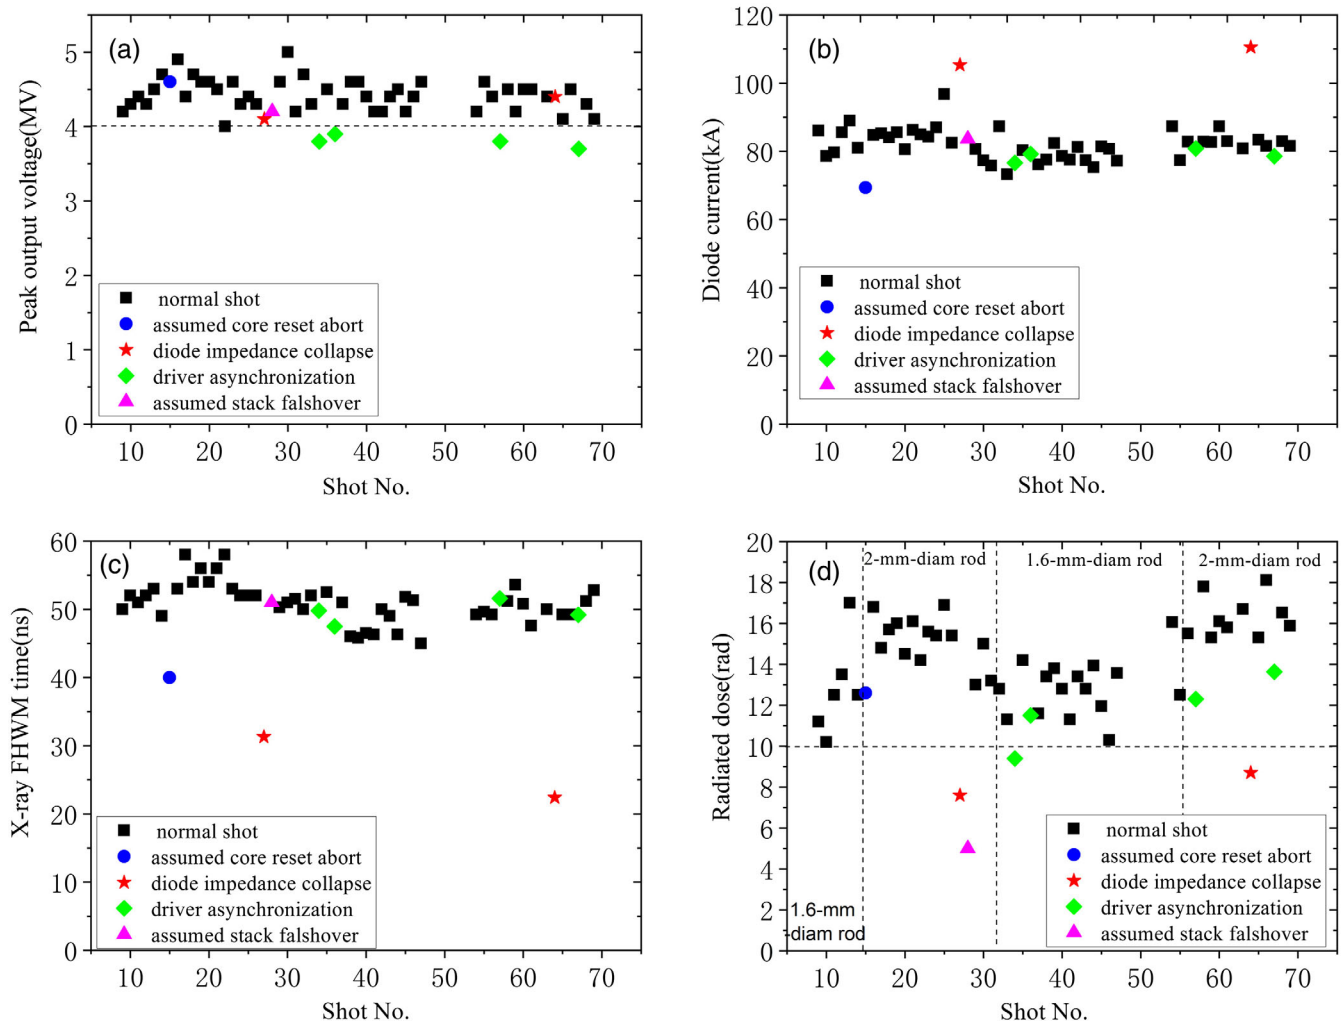 (a)
Peak output voltage(MV)
5
4
3
2
1
0
normal shot
assumed core reset abort
diode impedance collapse
driver asynchronization
assumed stack falshover
10 20 30 40 50 60 70
Shot No.
(b)
Diode current(kA)
120
100
80
60
40
20
0
normal shot
assumed core reset abort
diode impedance collapse
driver asynchronization
assumed stack falshover
10 20 30 40 50 60 70
Shot No.
(c)
X-ray FHWM time(ns)
60
50
40
30
20
10
0
normal shot
assumed core reset abort
diode impedance collapse
driver asynchronization
assumed stack falshover
10 20 30 40 50 60 70
Shot No.
(d)
2-mm-diam rod
1.6-mm-diam rod
2-mm-diam rod
Radiated dose(rad)
20
18
16
14
12
10
8
6
4
2
0
1.6-mm
-diam rod
normal shot
assumed core reset abort
diode impedance collapse
driver asynchronization
assumed stack falshover
10 20 30 40 50 60 70
Shot No.